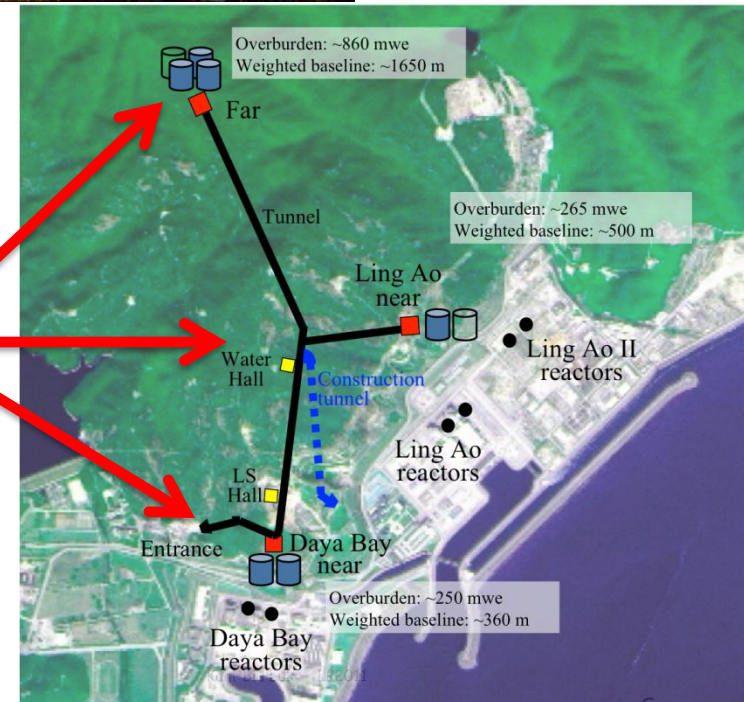 Overburden: ~860 mwe
Weighted baseline: ~1650 m
Far
Tunnel
Overburden: ~265 mwe
Weighted baseline: ~500 m
Ling Ao
near
Ling Ao II
reactors
Water
Hall
Construction
tunnel
Ling Ao
reactors
LS
Hall
Entrance
Daya Bay
near
Overburden: ~250 mwe
Weighted baseline: ~360 m
Daya Bay
reactors